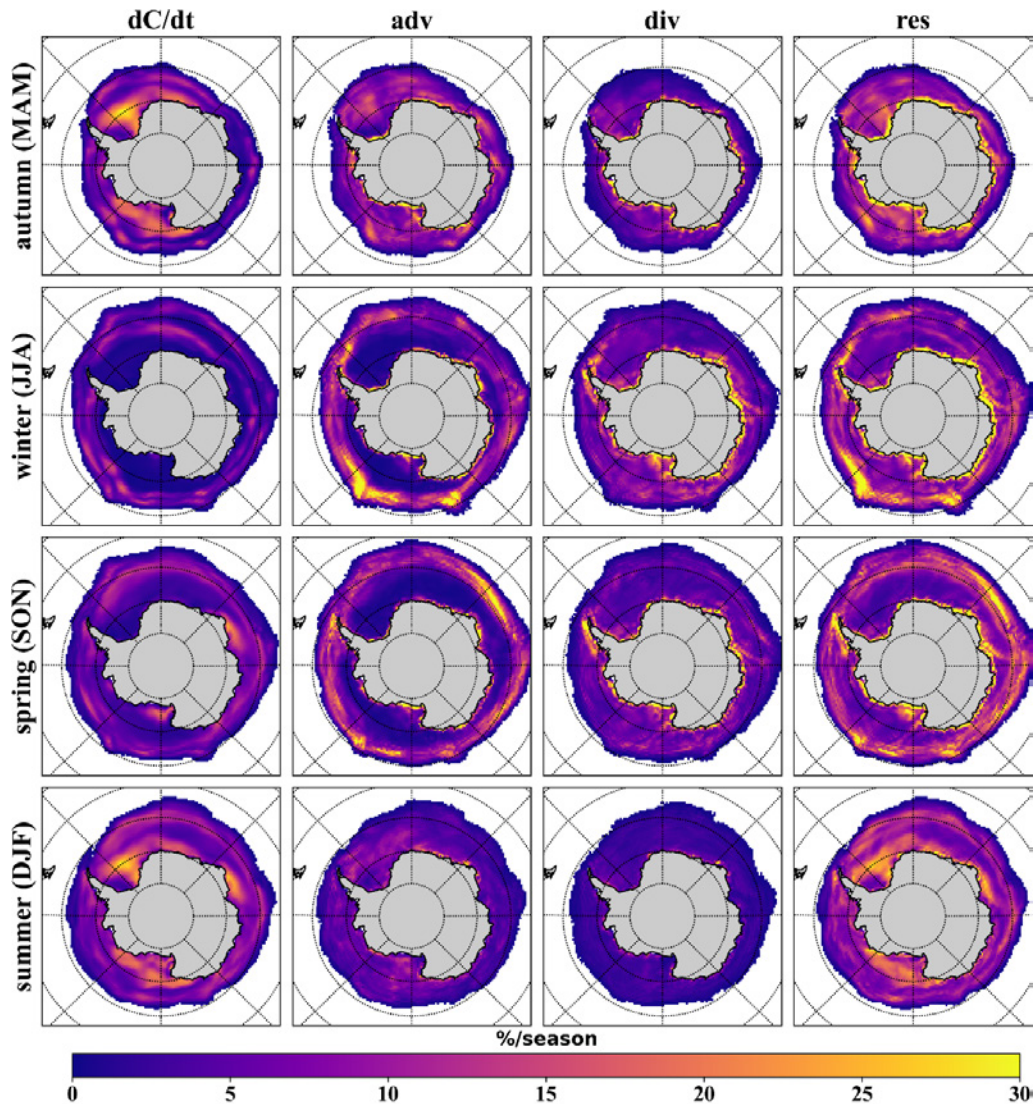 dC/dt adv div res
autumn (MAM)
winter (JJA)
spring (SON)
summer (DJF)
%/season
0 5 10 15 20 25 300